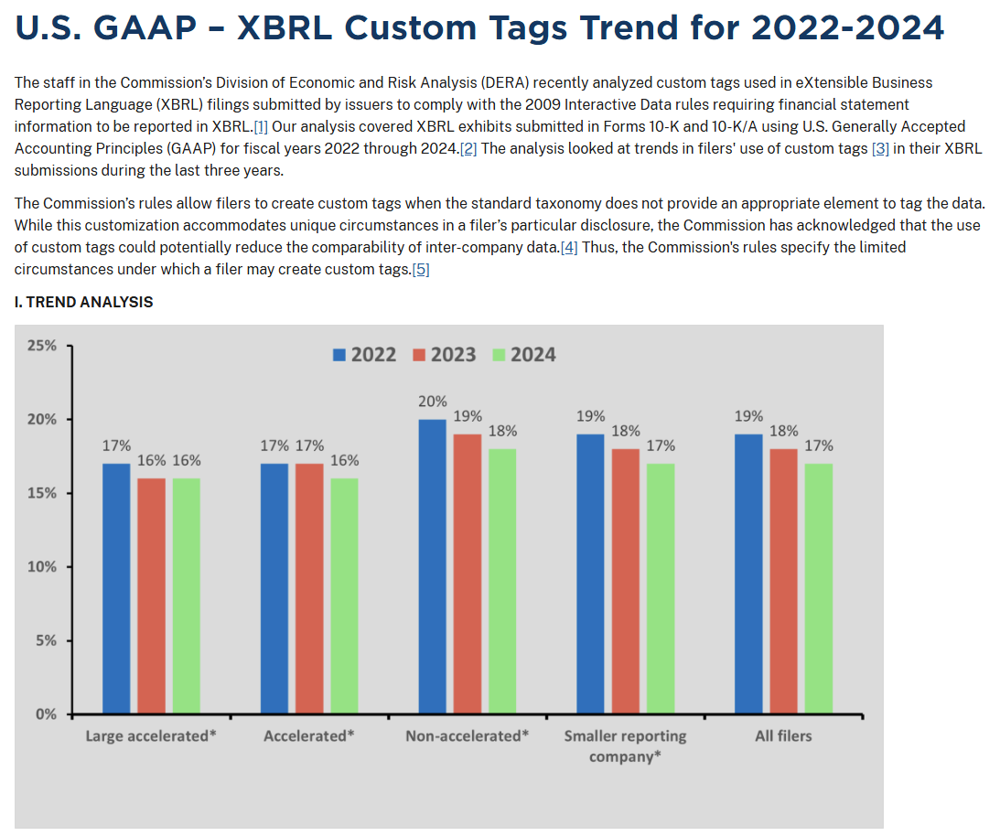 U.S. GAAP – XBRL Custom Tags Trend for 2022-2024
The staff in the Commission's Division of Economic and Risk Analysis (DERA) recently analyzed custom tags used in eXtensible Business
Reporting Language (XBRL) filings submitted by issuers to comply with the 2009 Interactive Data rules requiring financial statement
information to be reported in XBRL.[1] Our analysis covered XBRL exhibits submitted in Forms 10-K and 10-K/A using U.S. Generally Accepted
Accounting Principles (GAAP) for fiscal years 2022 through 2024.[2] The analysis looked at trends in filers' use of custom tags [3] in their XBRL
submissions during the last three years.
The Commission's rules allow filers to create custom tags when the standard taxonomy does not provide an appropriate element to tag the data.
While this customization accommodates unique circumstances in a filer's particular disclosure, the Commission has acknowledged that the use
of custom tags could potentially reduce the comparability of inter-company data.[4] Thus, the Commission's rules specify the limited
circumstances under which a filer may create custom tags.[5]
I. TREND ANALYSIS
25%
2022 2023 2024
20%
19%
18%
19%
18%
17%
19%
18%
17%
20%
17%
16% 16%
17% 17%
16%
15%
10%
5%
0%
Large accelerated* Accelerated* Non-accelerated* Smaller reporting All filers
company*